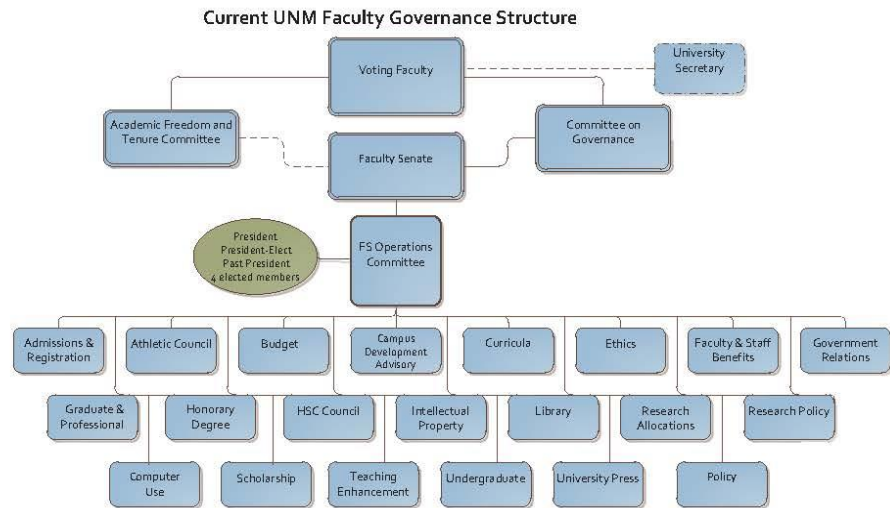 Current UNM Faculty Governance Structure
Voting Faculty
University
Secretary
Academic Freedom and
Tenure Committee
Committee on
Governance
Faculty Senate
President
President-Elect
Past President
4 elected members
FS Operations
Committee
Admissions &
Registration
Athletic Council
Budget
Campus
Development
Advisory
Curricula
Ethics
Faculty & Staff
Benefits
Government
Relations
Graduate &
Professional
Honorary
Degree
HSC Council
Intellectual
Property
Library
Research
Allocations
Research Policy
Computer
Use
Scholarship
Teaching
Enhancement
Undergraduate
University Press
Policy